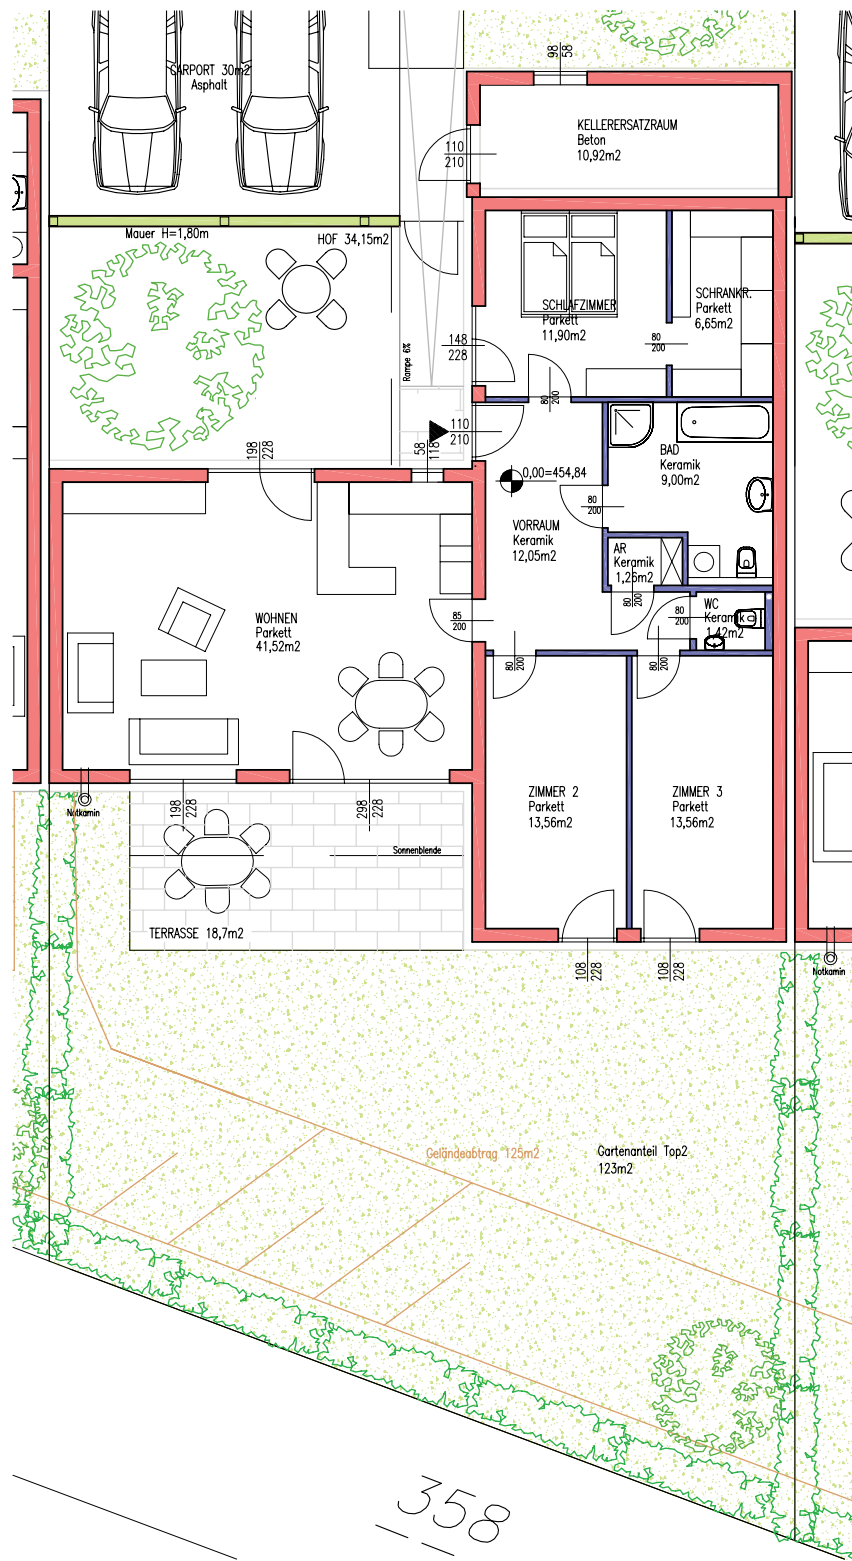 98
58
CARPORT 30m2
Asphalt
KELLERERSATZRAUM
Beton
10,92m2
110
210
Mauer H=1,80m
HOF 34,15m2
SCHLAFZIMMER
Parkett
11,90m2
SCHRANKR.
Parkett
6,65m2
148
228
80
200
Rampe 6%
80
200
110
210
58
118
198
228
0,00=454,84
BAD
Keramik
9,00m2
80
200
VORRAUM
Keramik
12,05m2
AR
Keramik
1,26m2
80
200
WC
Keramik
1,42m2
80
200
85
200
WOHNEN
Parkett
41,52m2
80
200
80
200
ZIMMER 2
Parkett
13,56m2
ZIMMER 3
Parkett
13,56m2
Notkamin
198
228
298
228
Sonnenblende
TERRASSE 18,7m2
108
228
108
228
Notkamin
Geländeabtrag 125m2
Gartenanteil Top2
123m2
358